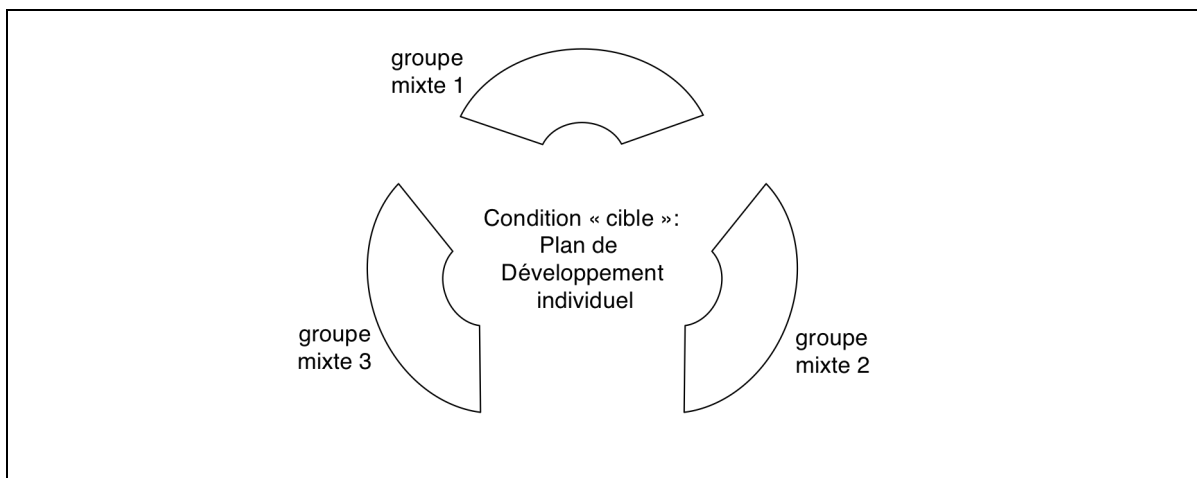 groupe
mixte 1
Condition « cible »:
Plan de
Développement
individuel
groupe
mixte 3
groupe
mixte 2